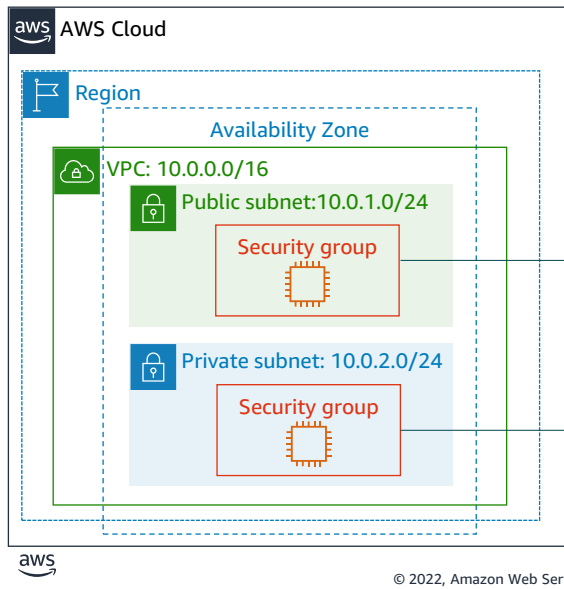 aws AWS Cloud
Region
Availability Zone
VPC: 10.0.0.0/16
Public subnet:10.0.1.0/24
Security group
Private subnet: 10.0.2.0/24
Security group
aws
© 2022, Amazon Web Ser